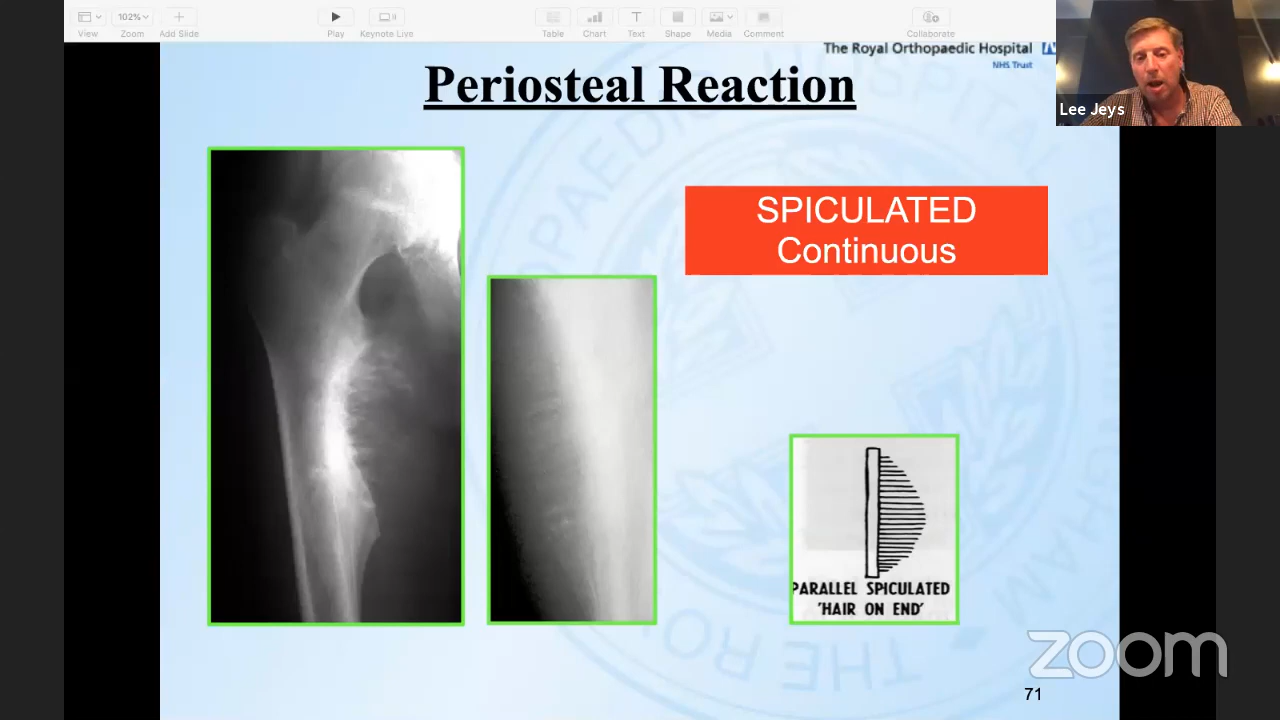 View
102%
Zoom
Add Slide
Play
Keynote Live
Table
Chart
Text
Shape
Media
Comment
Collaborate
Lee Jeys
The Royal Orthopaedic Hospital
NHS Trust
Periosteal Reaction
SPICULATED
Continuous
PARALLEL SPICULATED
'HAIR ON END'
zoom
71